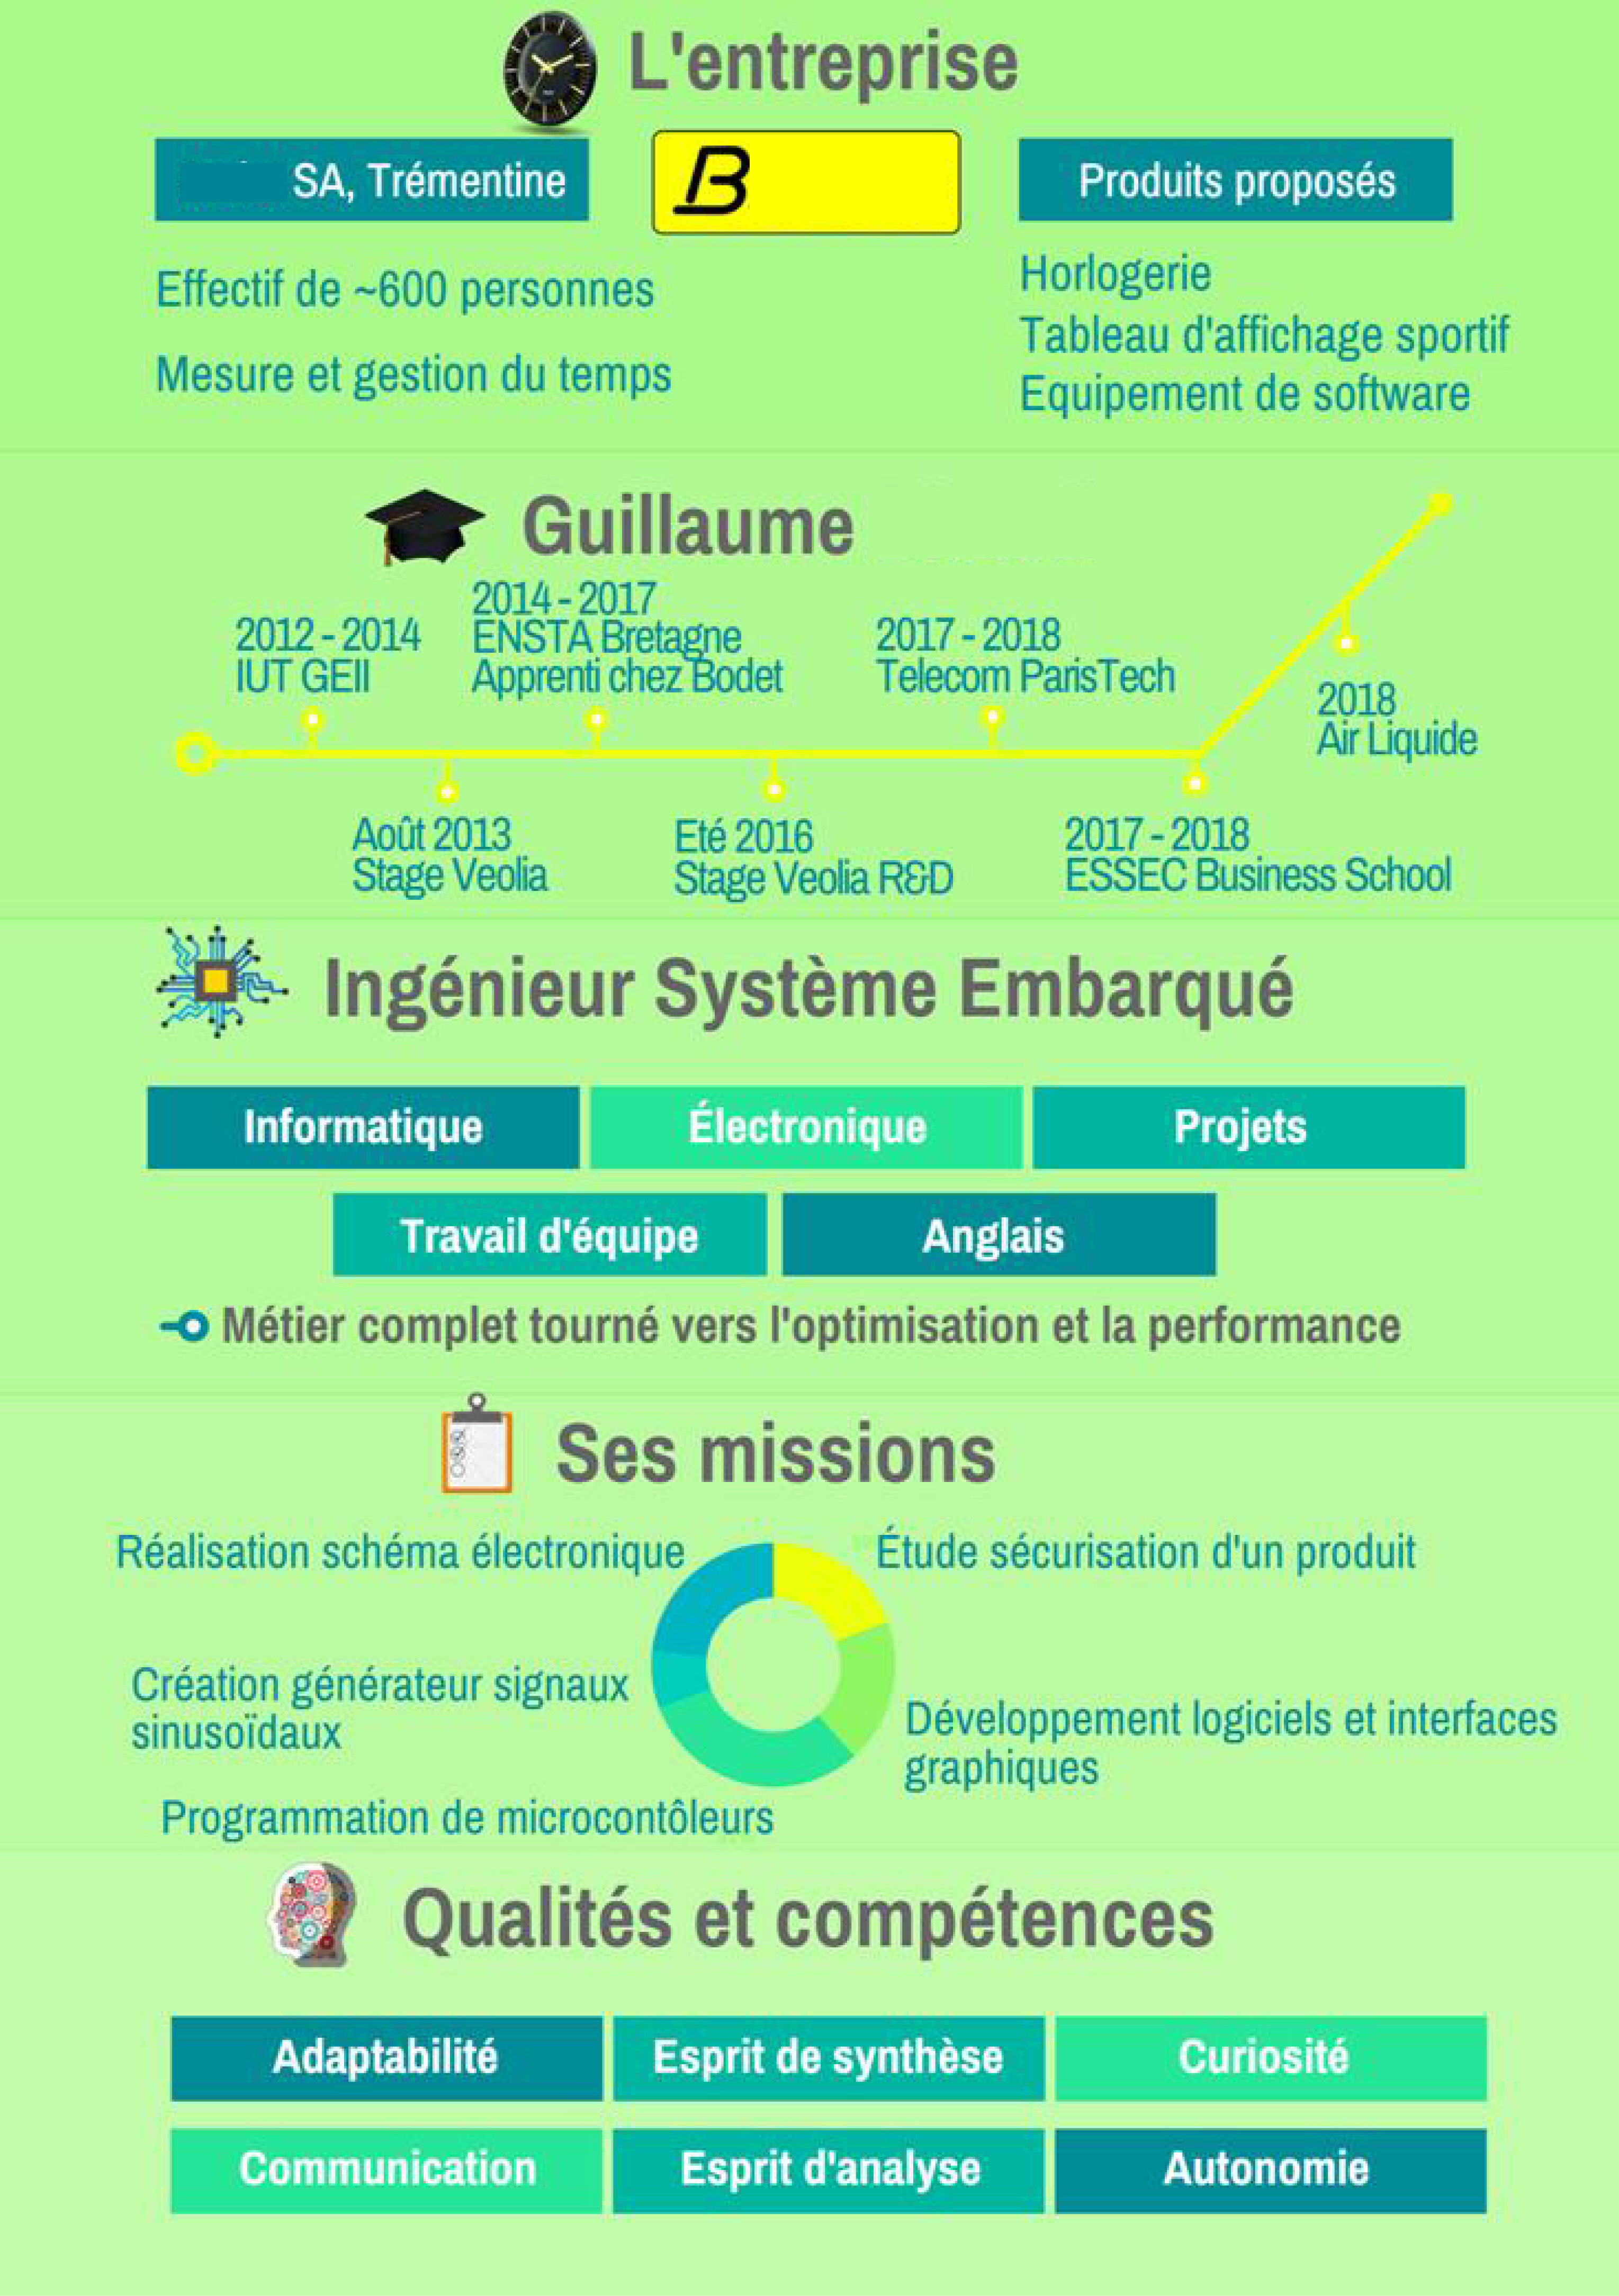 L'entreprise
SA, Trémentine
B
Produits proposés
Effectif de ~600 personnes
Mesure et gestion du temps
Horlogerie
Tableau d'affichage sportif
Equipement de software
Guillaume
2012 - 2014
IUT GEII
2014 - 2017
ENSTA Bretagne
Apprenti chez Bodet
2017 - 2018
Telecom ParisTech
2018
Air Liquide
Août 2013
Stage Veolia
Eté 2016
Stage Veolia R&D
2017 - 2018
ESSEC Business School
Ingénieur Système Embarqué
Informatique
Électronique
Projets
Travail d'équipe
Anglais
Métier complet tourné vers l'optimisation et la performance
Ses missions
Réalisation schéma électronique
Étude sécurisation d'un produit
Création générateur signaux
sinusoïdaux
Développement logiciels et interfaces
graphiques
Programmation de microcontôleurs
Qualités et compétences
Adaptabilité
Esprit de synthèse
Curiosité
Communication
Esprit d'analyse
Autonomie